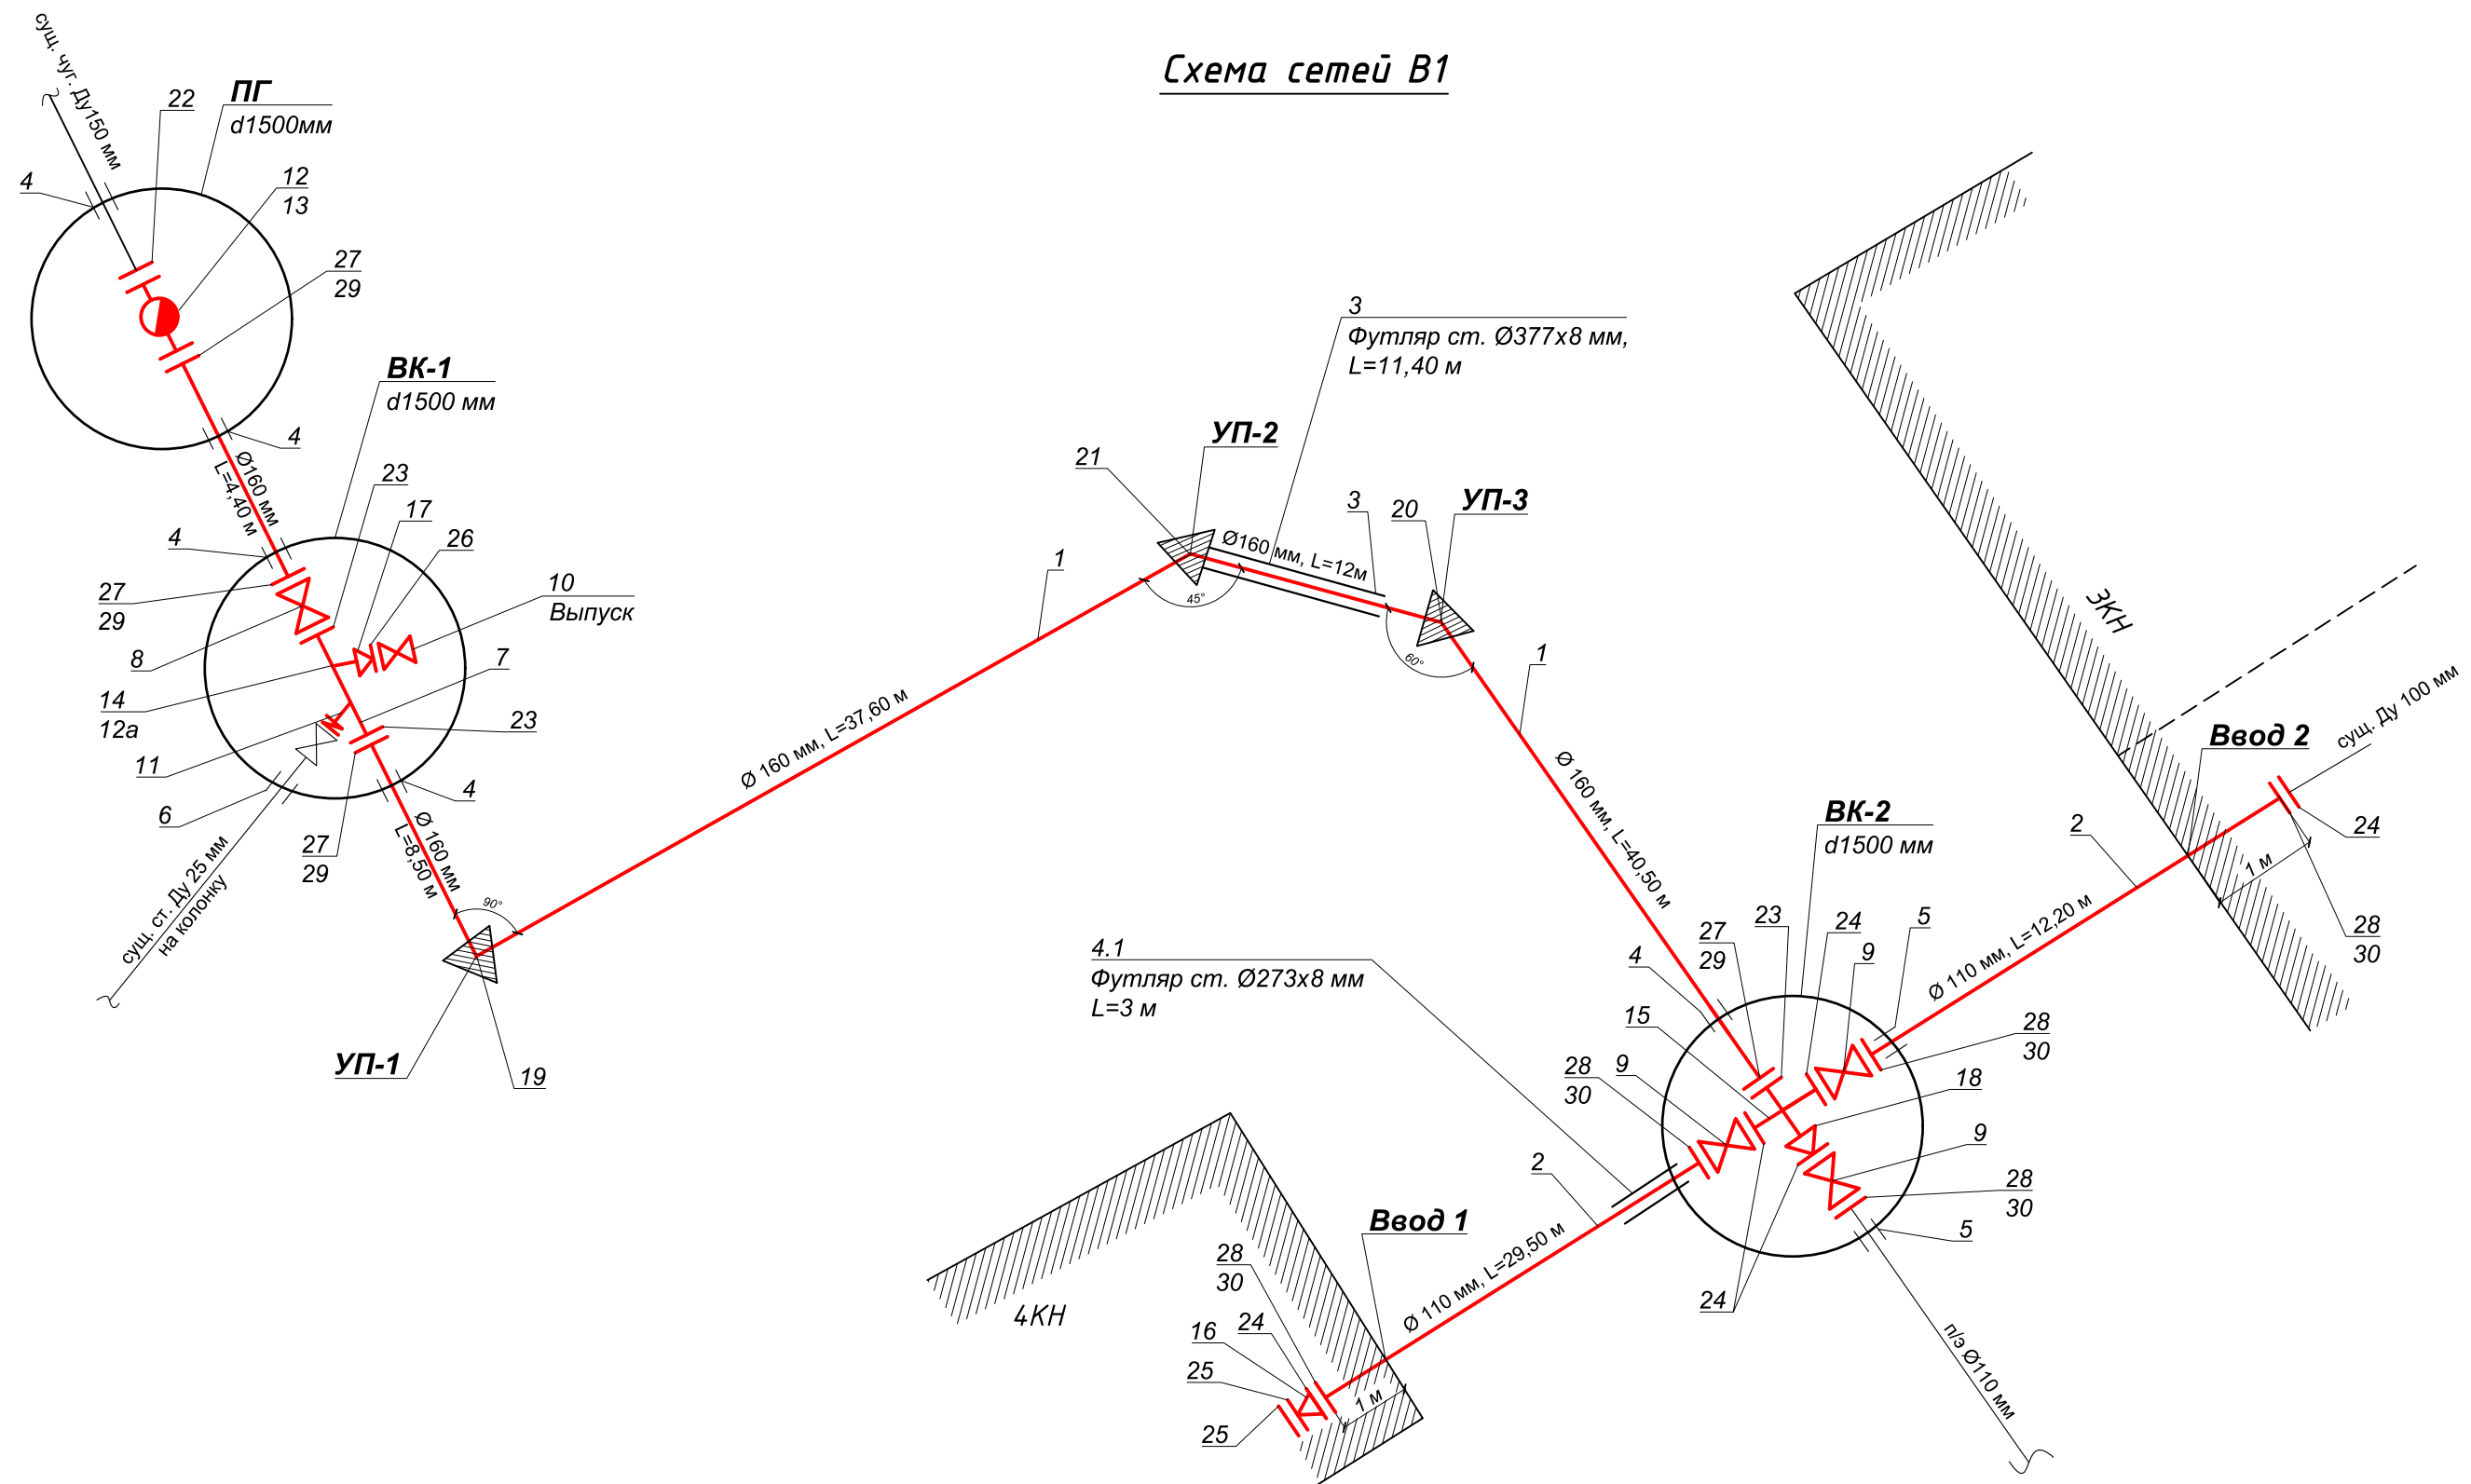 Схема сетей В1
сущ. чуг. Ду150 мм
ПГ
d1500мм
22
4
12
13
27
29
4
Ø160 мм
L=4,40 м
ВК-1
d1500 мм
23
17
26
10
Выпуск
4
27
29
8
7
14
12а
23
11
6
4
27
29
сущ. ст. Ду 25 мм
на колонку
Ø 160 мм
L=8,50 м
90°
УП-1
19
Ø 160 мм, L=37,60 м
1
21
УП-2
45°
3
Футляр ст. Ø377х8 мм,
L=11,40 м
Ø160 мм, L=12м
3
20
УП-3
60°
1
Ø 160 мм, L=40,50 м
3КН
Ввод 2
сущ. Ду 100 мм
24
1 м
28
30
2
Ø 110 мм, L=12,20 м
ВК-2
d1500 мм
27
29
23
24
9
5
4
15
28
30
9
28
30
18
9
28
30
5
24
п/э Ø110 мм
4.1
Футляр ст. Ø273х8 мм
L=3 м
2
Ввод 1
Ø 110 мм, L=29,50 м
4КН
28
30
24
16
25
25
1 м